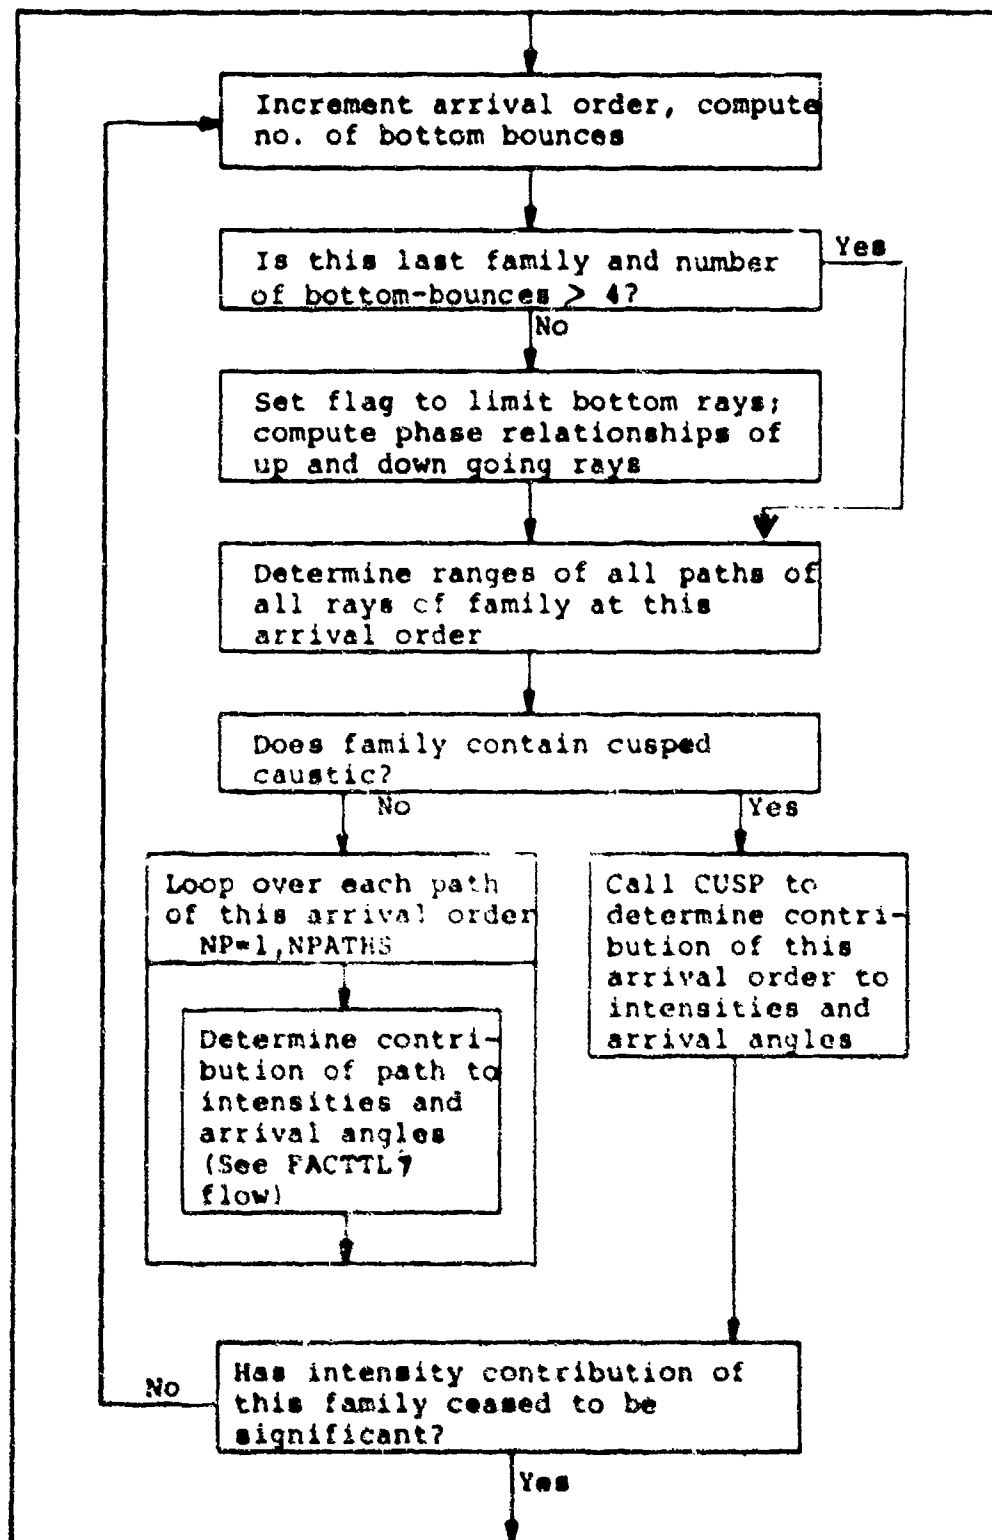 Increment arrival order, compute
no. of bottom bounces
Is this last family and number
of bottom-bounces > 4?
Yes
No
Set flag to limit bottom rays;
compute phase relationships of
up and down going rays
Determine ranges of all paths of
all rays of family at this
arrival order
Does family contain cusped
caustic?
No
Yes
Loop over each path
of this arrival order
NP=1,NPATHS
Determine contri-
bution of path to
intensities and
arrival angles
(See FACTTL7
flow)
Call CUSP to
determine contri-
bution of this
arrival order to
intensities and
arrival angles
Has intensity contribution of
this family ceased to be
significant?
No
Yes